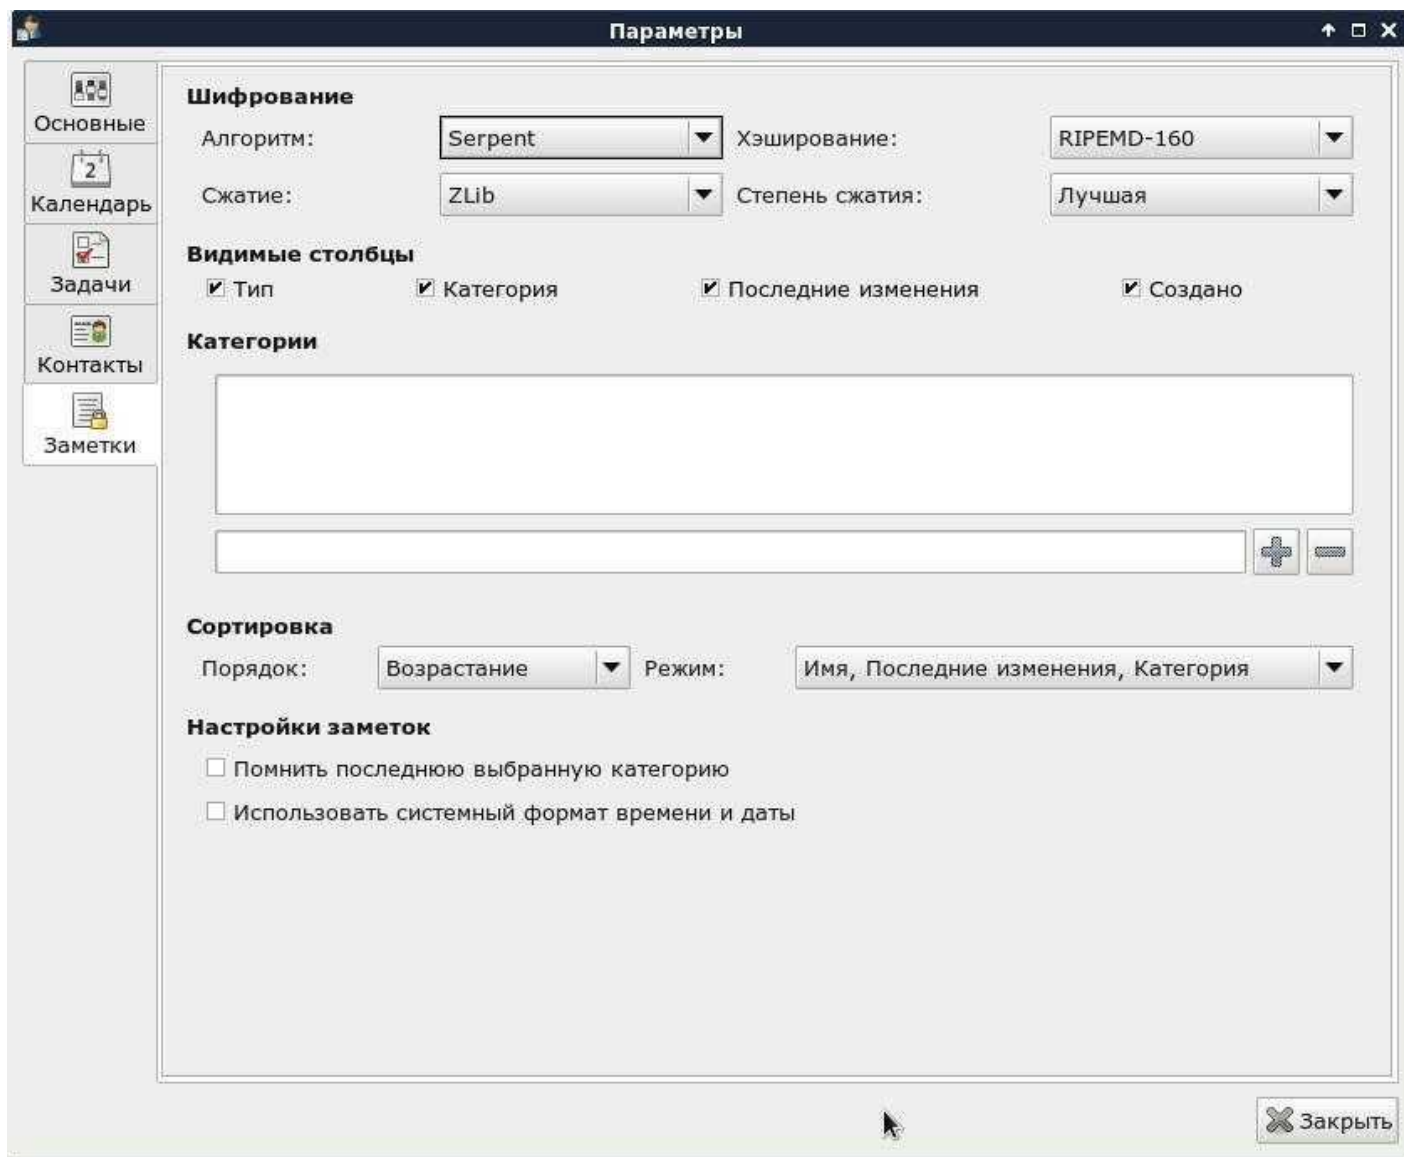 Параметры
Основные
2
Календарь
Задачи
Контакты
Заметки
Шифрование
Алгоритм: Serpent Хэширование: RIPEMD-160
Сжатие: ZLib Степень сжатия: Лучшая
Видимые столбцы
Тип Категория Последние изменения Создано
Категории
Сортировка
Порядок: Возрастание Режим: Имя, Последние изменения, Категория
Настройки заметок
Помнить последнюю выбранную категорию
Использовать системный формат времени и даты
Закрыть